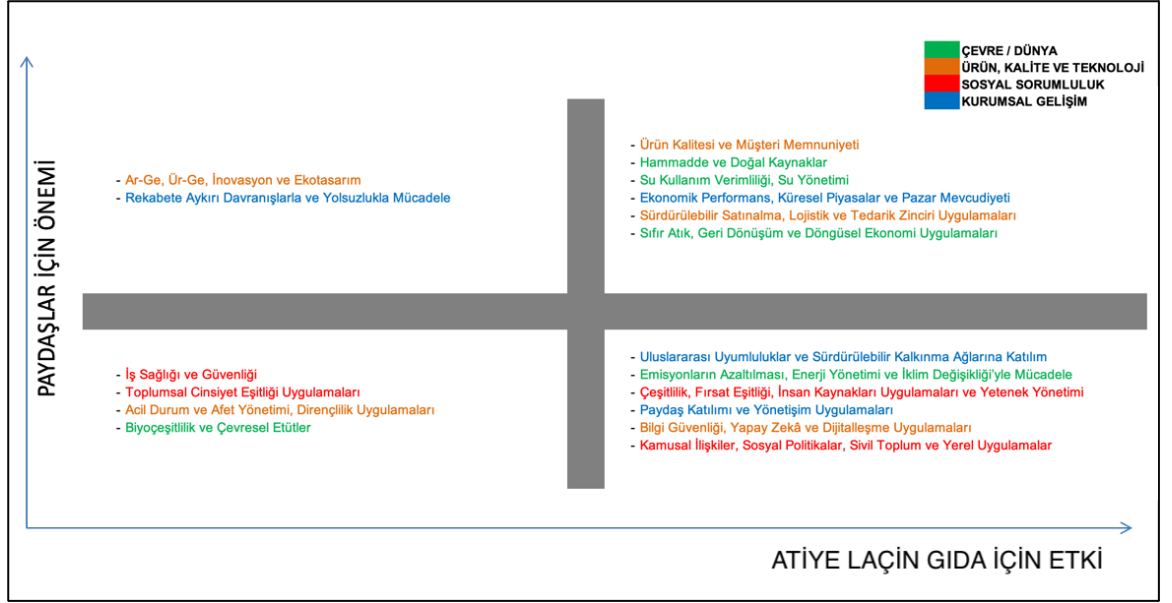 ÇEVRE / DÜNYA
ÜRÜN, KALİTE VE TEKNOLOJİ
SOSYAL SORUMLULUK
KURUMSAL GELİŞİM
PAYDAŞLAR İÇİN ÖNEMİ
- Ar-Ge, Ür-Ge, İnovasyon ve Ekotasarım
- Rekabete Aykırı Davranışlarla ve Yolsuzlukla Mücadele
- Ürün Kalitesi ve Müşteri Memnuniyeti
- Hammadde ve Doğal Kaynaklar
- Su Kullanım Verimliliği, Su Yönetimi
- Ekonomik Performans, Küresel Piyasalar ve Pazar Mevcudiyeti
- Sürdürülebilir Satınalma, Lojistik ve Tedarik Zinciri Uygulamaları
- Sıfır Atık, Geri Dönüşüm ve Döngüsel Ekonomi Uygulamaları
- İş Sağlığı ve Güvenliği
- Toplumsal Cinsiyet Eşitliği Uygulamaları
- Acil Durum ve Afet Yönetimi, Dirençlilik Uygulamaları
- Biyoçeşitlilik ve Çevresel Etütler
- Uluslararası Uyumluluklar ve Sürdürülebilir Kalkınma Ağlarına Katılım
- Emisyonların Azaltılması, Enerji Yönetimi ve İklim Değişikliği'yle Mücadele
- Çeşitlilik, Fırsat Eşitliği, İnsan Kaynakları Uygulamaları ve Yetenek Yönetimi
- Paydaş Katılımı ve Yönetişim Uygulamaları
- Bilgi Güvenliği, Yapay Zekâ ve Dijitalleşme Uygulamaları
- Kamusal İlişkiler, Sosyal Politikalar, Sivil Toplum ve Yerel Uygulamalar
ATİYE LAÇİN GIDA İÇİN ETKİ